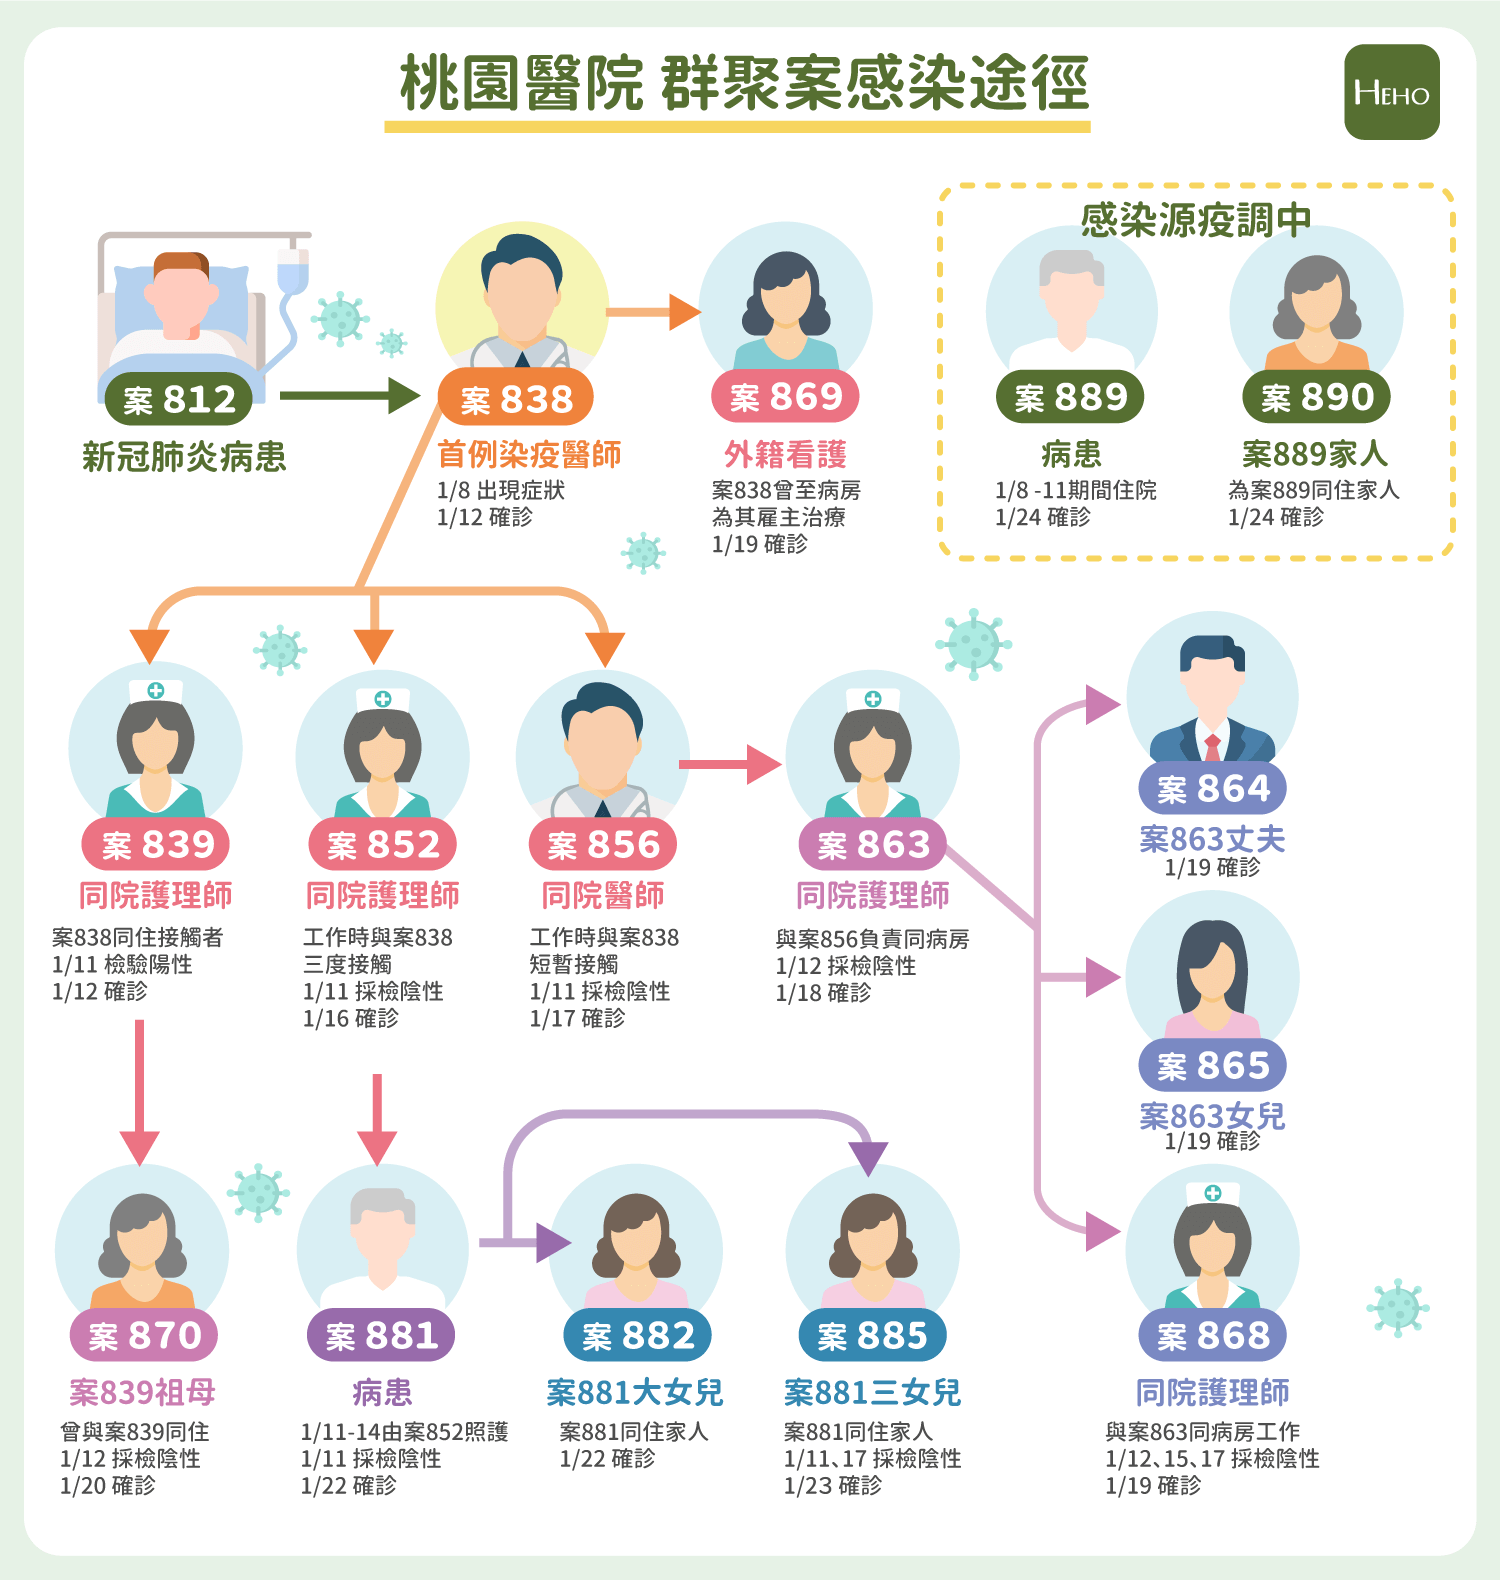 桃園醫院 群聚案感染途徑
HEHO
案 812
新冠肺炎病患
案 838
首例染疫醫師
1/8 出現症狀
1/12 確診
案 869
外籍看護
案838曾至病房
為其雇主治療
1/19 確診
感染源疫調中
案 889
病患
1/8 -11期間住院
1/24 確診
案 890
案889家人
為案889同住家人
1/24 確診
案 839
同院護理師
案838同住接觸者
1/11 檢驗陽性
1/12 確診
案 852
同院護理師
工作時與案838
三度接觸
1/11 採檢陰性
1/16 確診
案 856
同院醫師
工作時與案838
短暫接觸
1/11 採檢陰性
1/17 確診
案 863
同院護理師
與案856負責同病房
1/12 採檢陰性
1/18 確診
案 864
案863丈夫
1/19 確診
案 865
案863女兒
1/19 確診
案 870
案839祖母
曾與案839同住
1/12 採檢陰性
1/20 確診
案 881
病患
1/11-14由案852照護
1/11 採檢陰性
1/22 確診
案 882
案881大女兒
案881同住家人
1/22 確診
案 885
案881三女兒
案881同住家人
1/11、17 採檢陰性
1/23 確診
案 868
同院護理師
與案863同病房工作
1/12、15、17 採檢陰性
1/19 確診